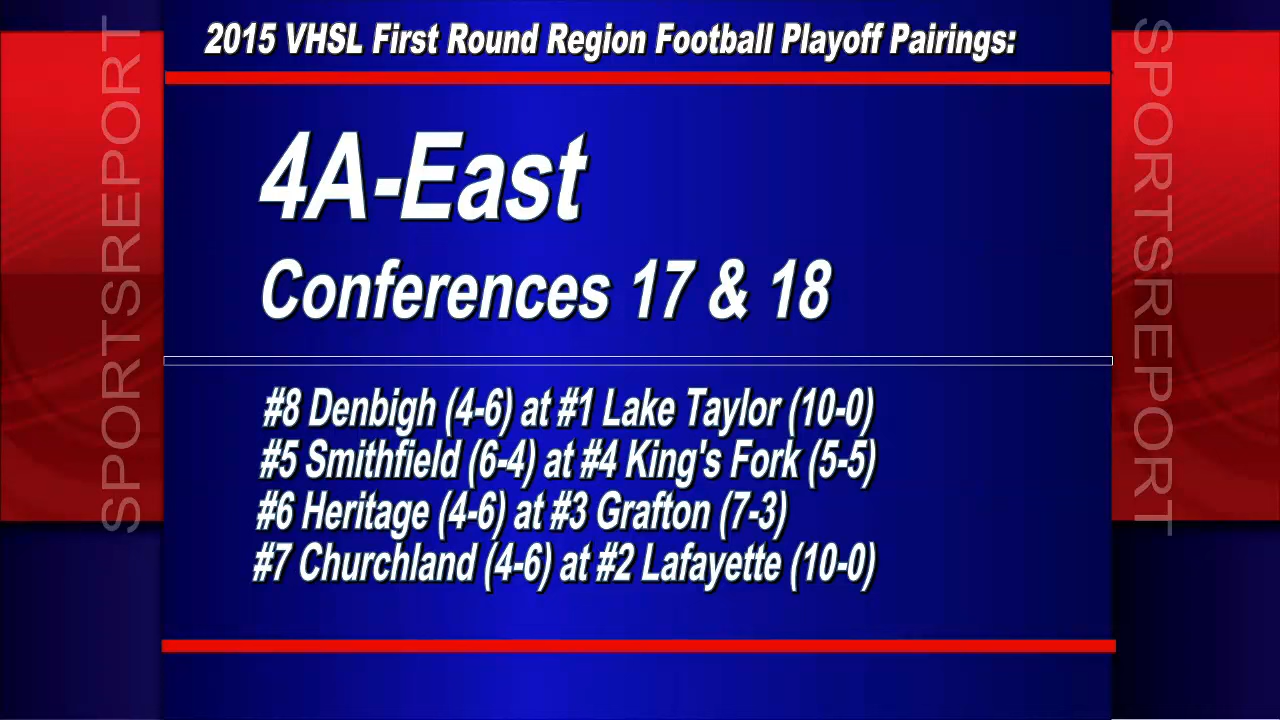 2015 VHSL First Round Region Football Playoff Pairings:
SPORTSREPORT
SPORTSREPORT
4A-East
Conferences 17 & 18
#8 Denbigh (4-6) at #1 Lake Taylor (10-0)
#5 Smithfield (6-4) at #4 King's Fork (5-5)
#6 Heritage (4-6) at #3 Grafton (7-3)
#7 Churchland (4-6) at #2 Lafayette (10-0)